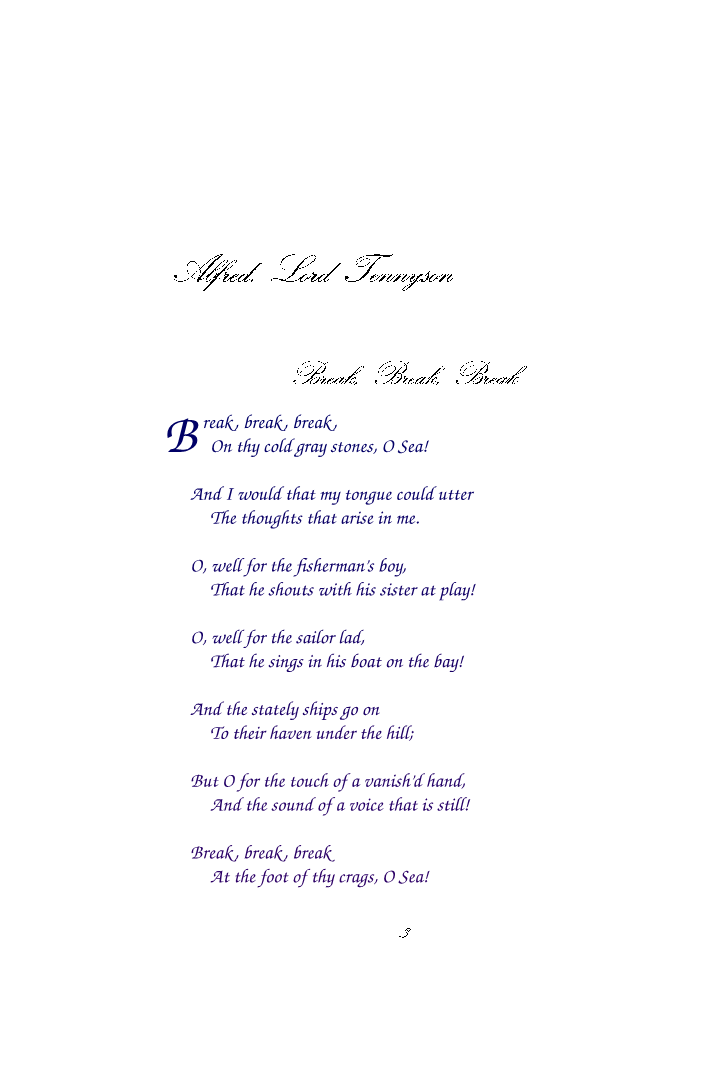 Alfred, Lord Tennyson
Break, Break, Break
Break, break, break,
On thy cold gray stones, O Sea!
And I would that my tongue could utter
The thoughts that arise in me.
O, well for the fisherman's boy,
That he shouts with his sister at play!
O, well for the sailor lad,
That he sings in his boat on the bay!
And the stately ships go on
To their haven under the hill;
But O for the touch of a vanish'd hand,
And the sound of a voice that is still!
Break, break, break
At the foot of thy crags, O Sea!
3